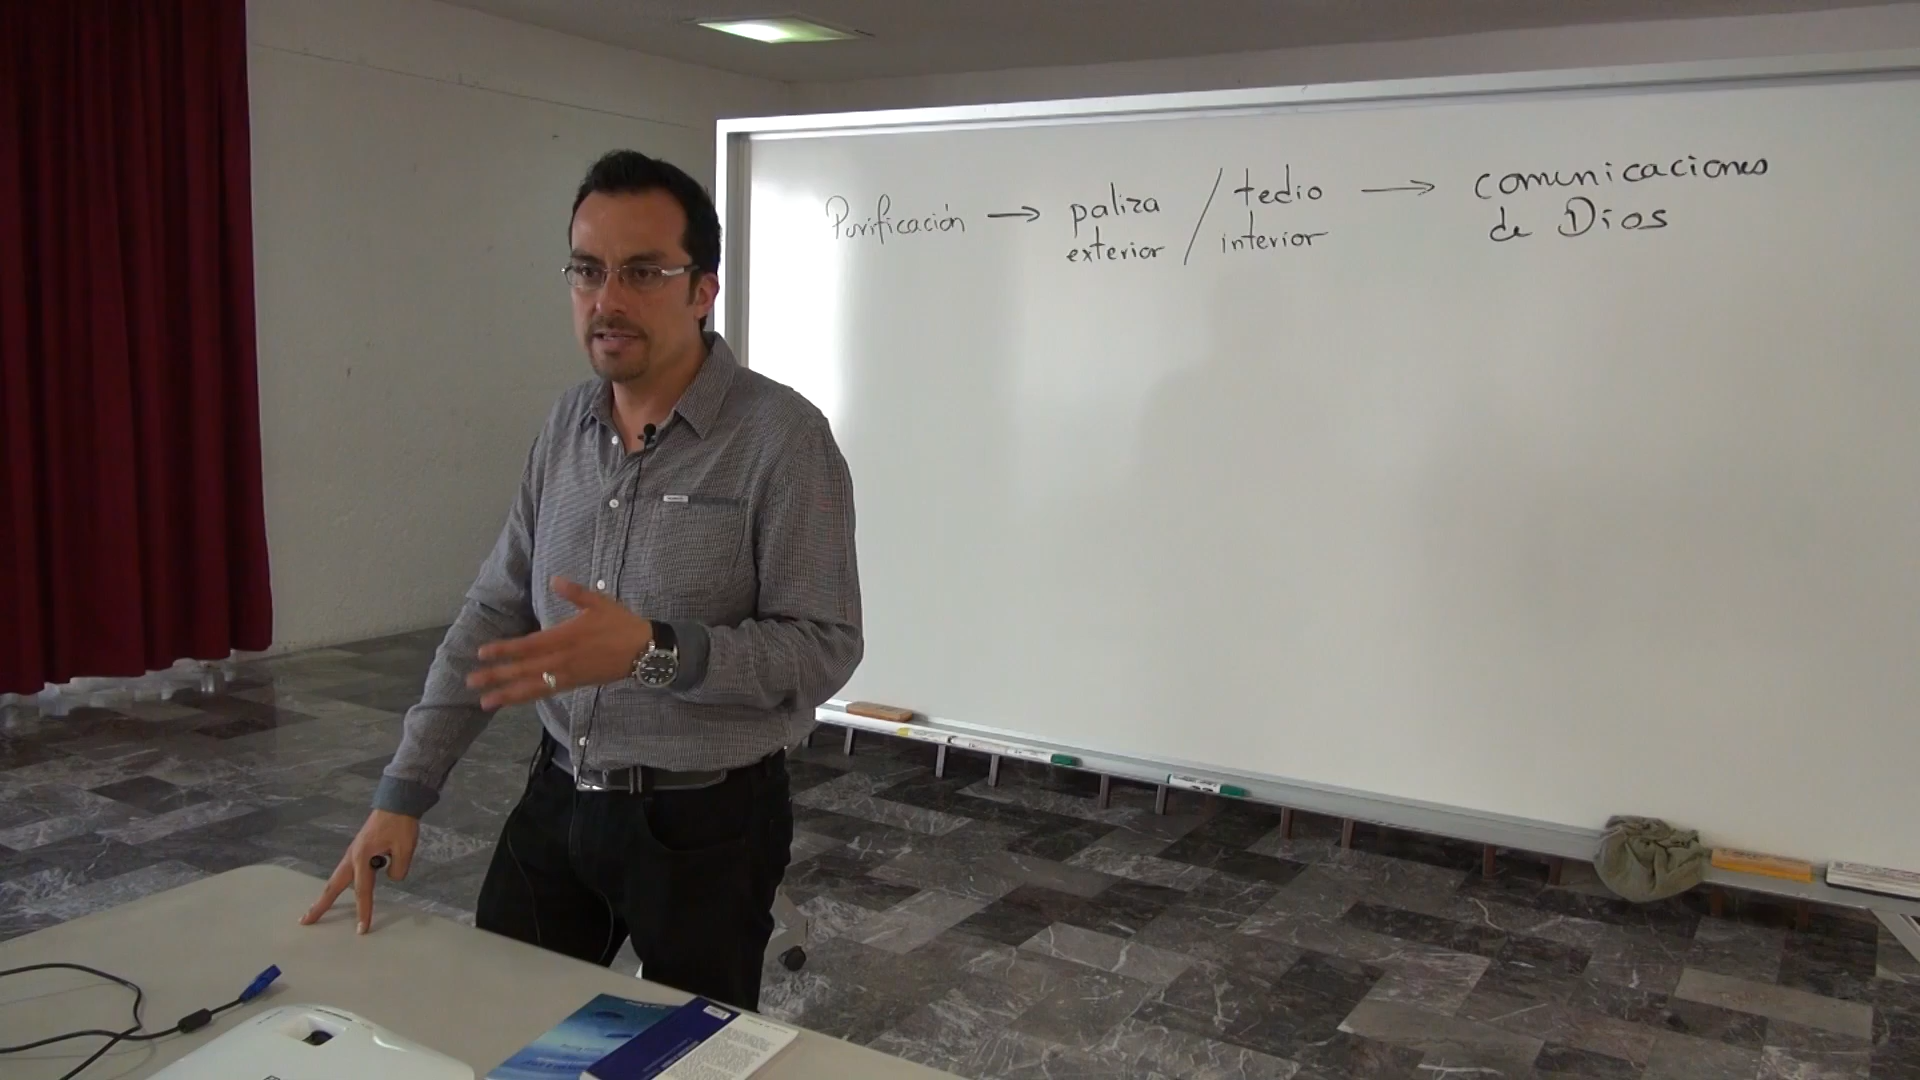 Purificación → paliza / tedio → comunicaciones
exterior / interior de Dios